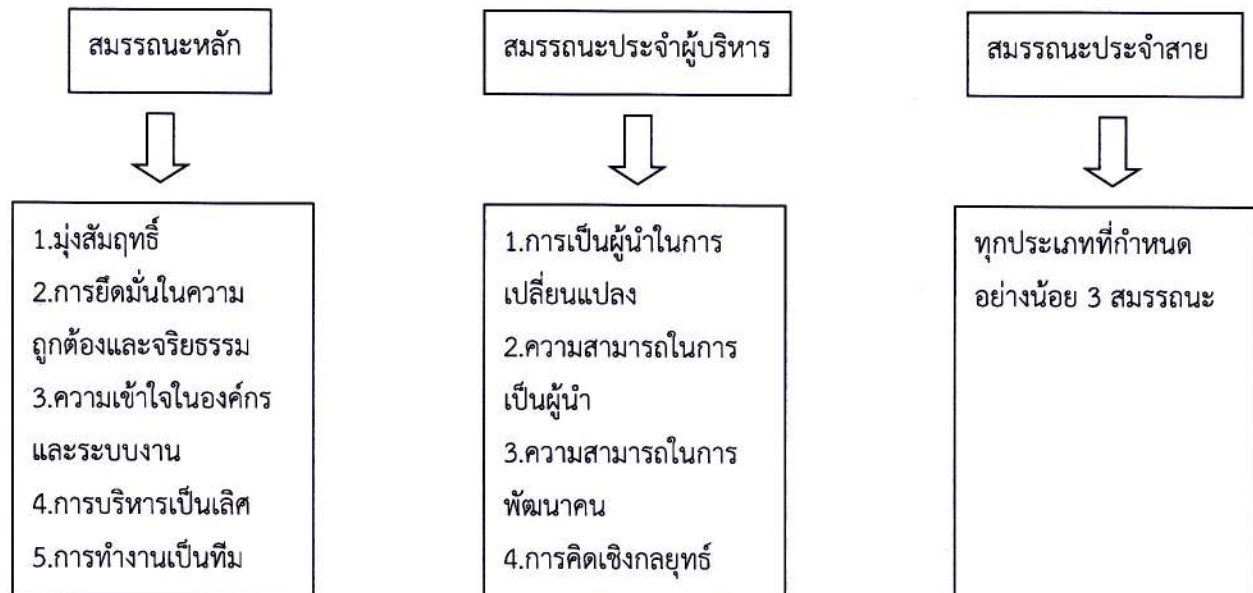 สมรรถนะหลัก
สมรรถนะประจำผู้บริหาร
สมรรถนะประจำสาย
1.มุ่งสัมฤทธิ์
2.การยึดมั่นในความ
ถูกต้องและจริยธรรม
3.ความเข้าใจในองค์กร
และระบบงาน
4.การบริหารเป็นเลิศ
5.การทำงานเป็นทีม
1.การเป็นผู้นำในการ
เปลี่ยนแปลง
2.ความสามารถในการ
เป็นผู้นำ
3.ความสามารถในการ
พัฒนาคน
4.การคิดเชิงกลยุทธ์
ทุกประเภทที่กำหนด
อย่างน้อย 3 สมรรถนะ